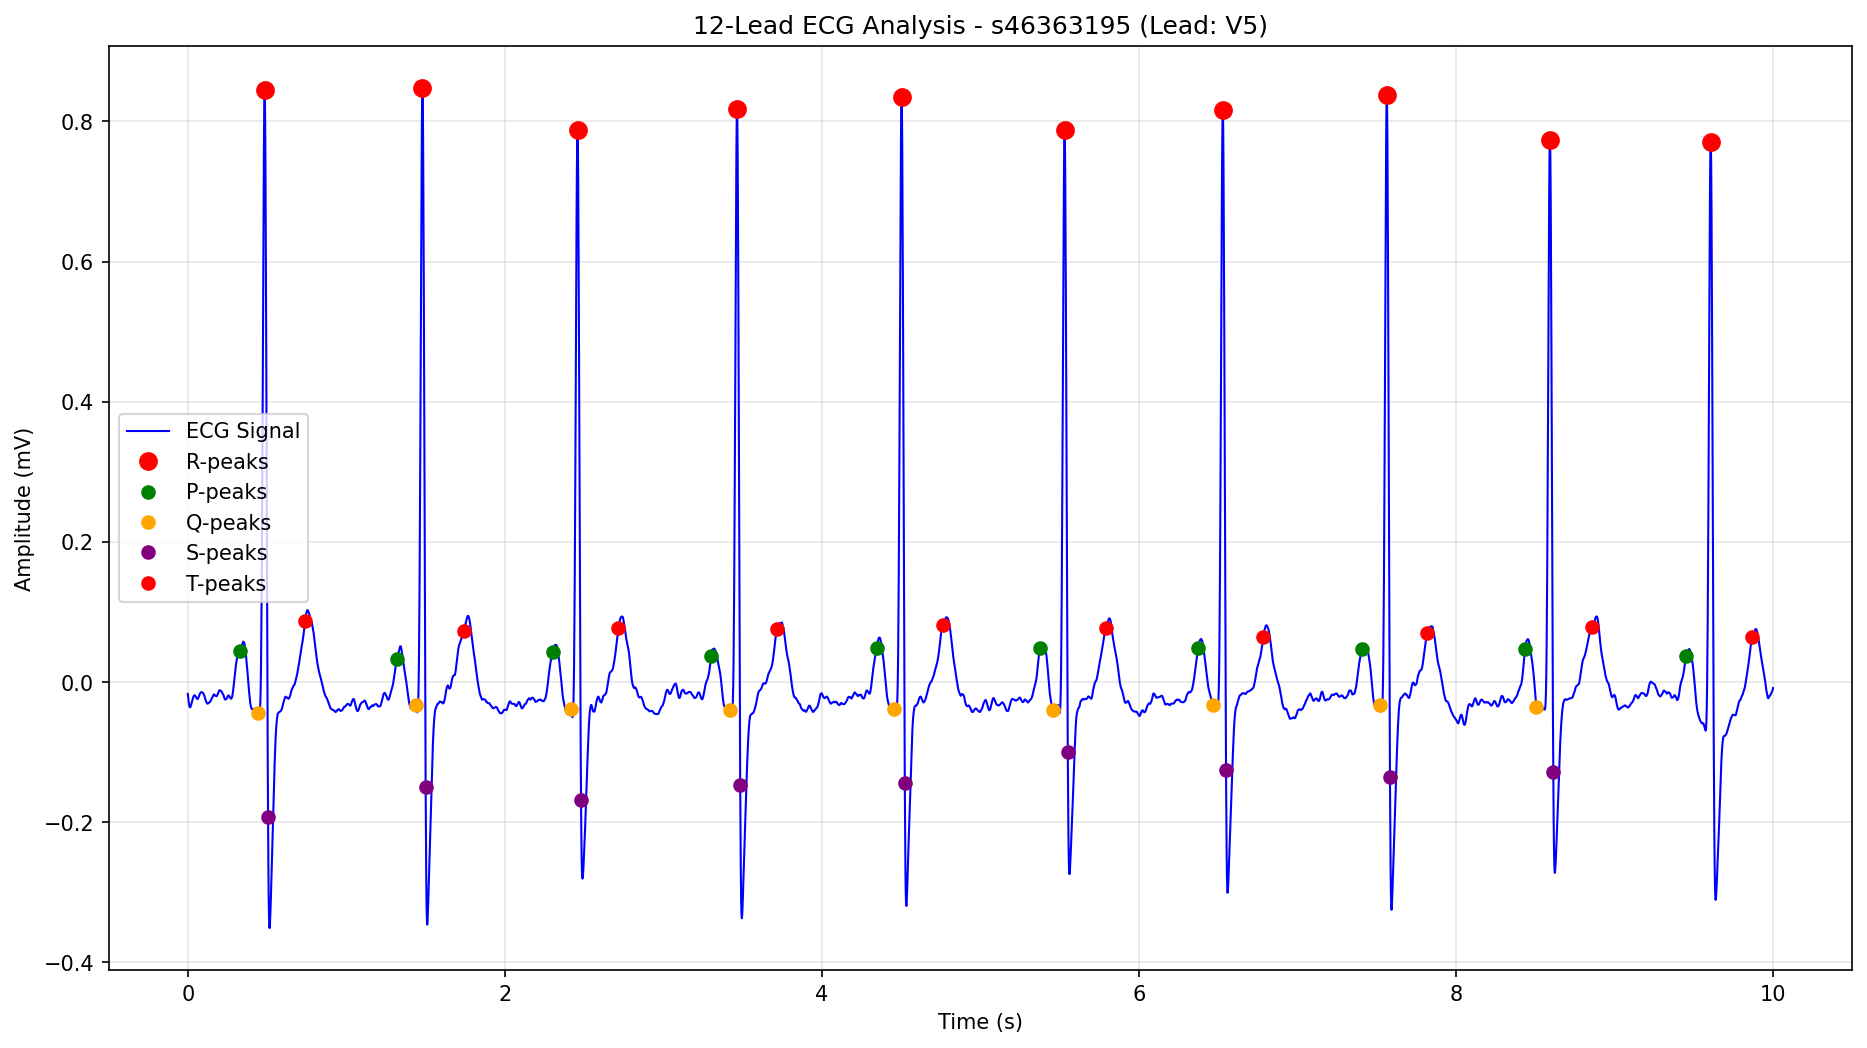 12-Lead ECG Analysis - s46363195 (Lead: V5)
Amplitude (mV)
0.8
0.6
0.4
0.2
0.0
−0.2
−0.4
ECG Signal
R-peaks
P-peaks
Q-peaks
S-peaks
T-peaks
0 2 4 6 8 10
Time (s)